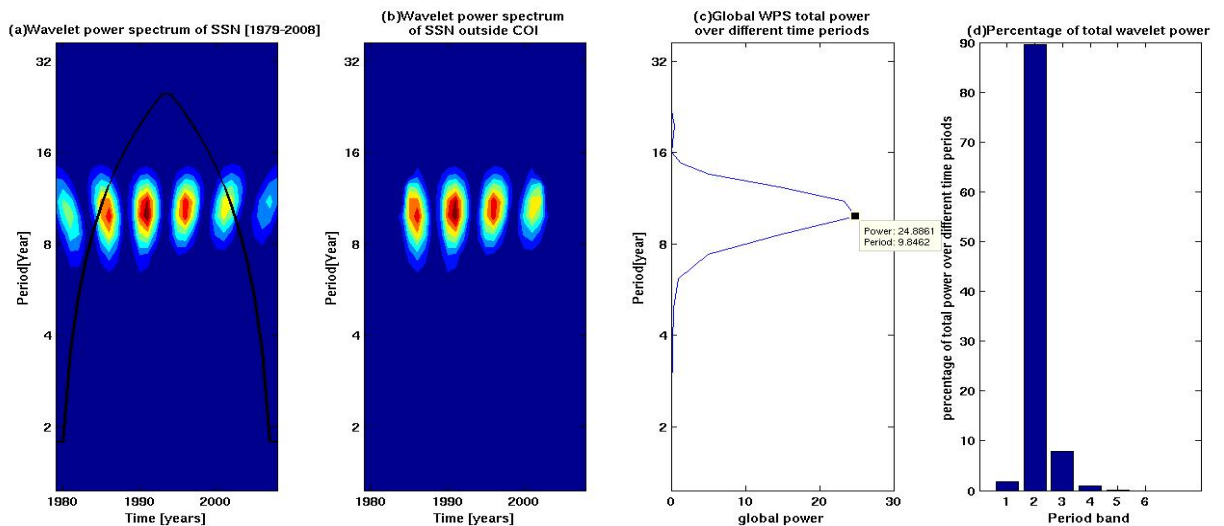 (a)Wavelet power spectrum of SSN [1979-2008]
32
16
8
4
2
Period[Year]
1980
1990
2000
Time [years]
(b)Wavelet power spectrum
of SSN outside COI
32
16
8
4
2
Period[Year]
1980
1990
2000
Time [years]
(c)Global WPS total power
over different time periods
32
16
8
4
2
Period[year]
Power: 24.8861
Period: 9.8462
0
10
20
30
global power
(d)Percentage of total wavelet power
90
80
70
60
50
40
30
20
10
0
percentage of total power over different time periods
1
2
3
4
5
6
Period band